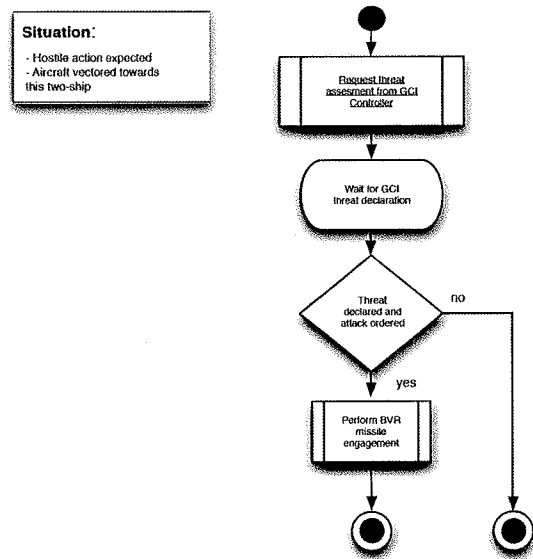 Situation:
- Hostile action expected
- Aircraft vectored towards
this two-ship
Request threat
assesment from GCI
Controller
Wait for GCI
threat declaration
Threat
declared and
attack ordered
no
yes
Perform BVR
missile
engagement